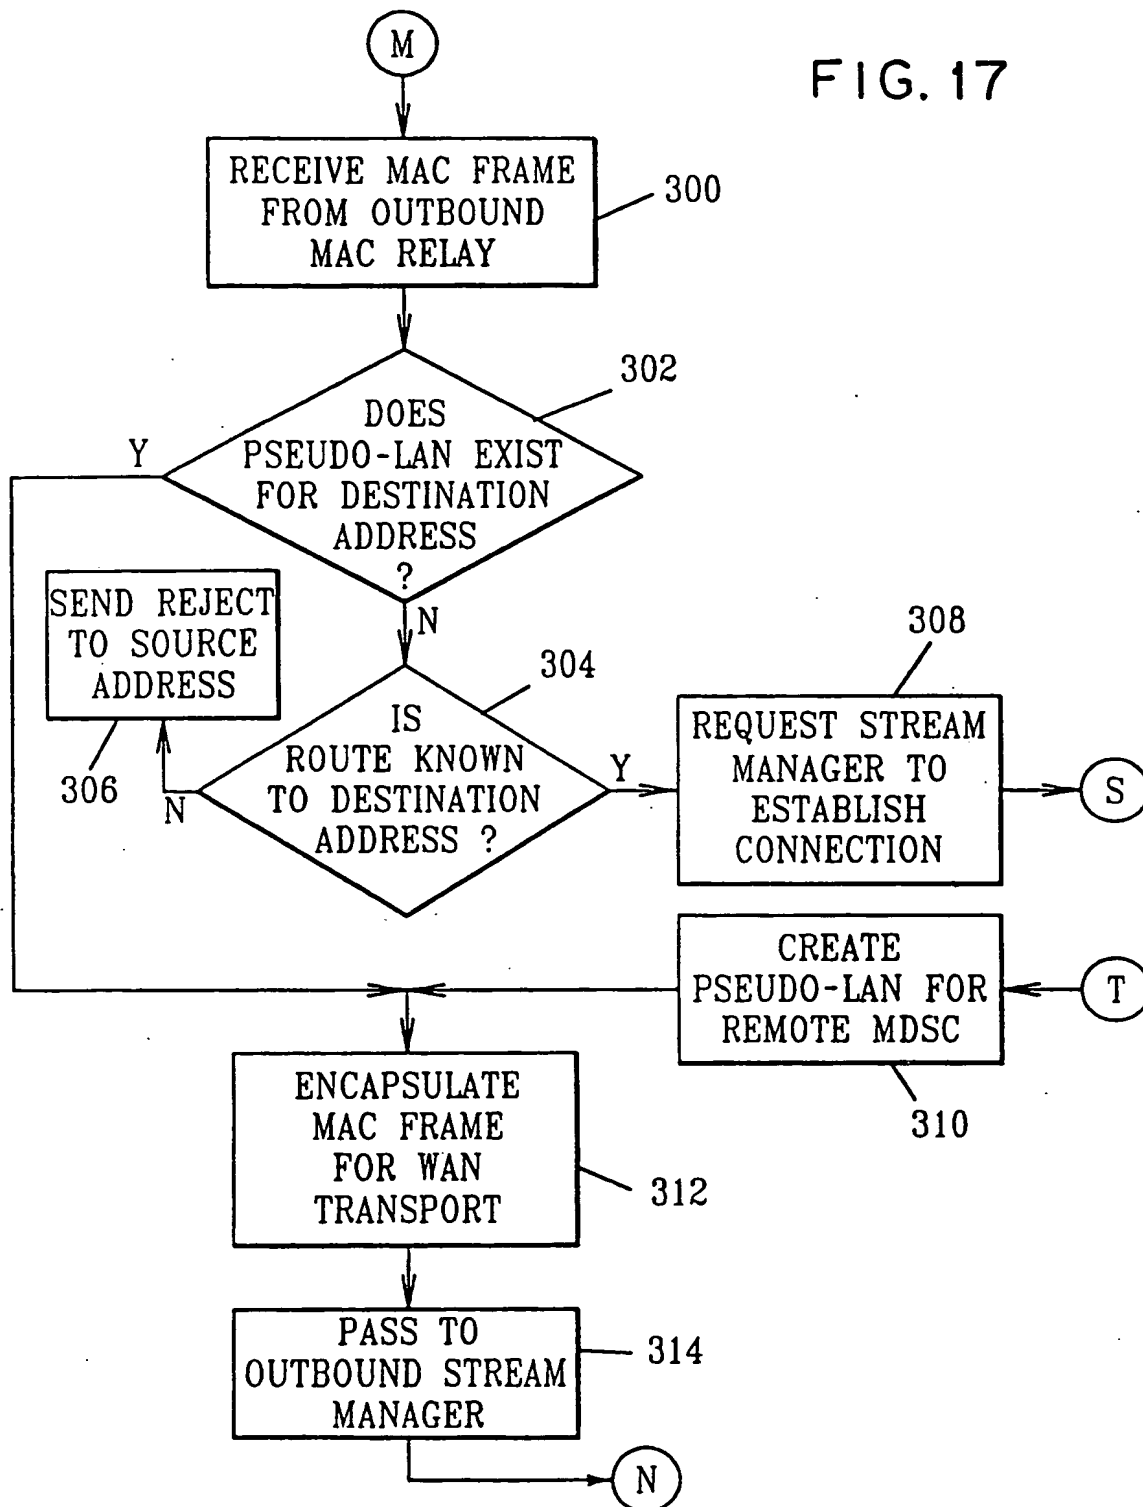 M
FIG. 17
RECEIVE MAC FRAME
FROM OUTBOUND
MAC RELAY
300
302
DOES
PSEUDO-LAN EXIST
FOR DESTINATION
ADDRESS
?
Y
N
SEND REJECT
TO SOURCE
ADDRESS
306
304
IS
ROUTE KNOWN
TO DESTINATION
ADDRESS ?
N
Y
308
REQUEST STREAM
MANAGER TO
ESTABLISH
CONNECTION
S
CREATE
PSEUDO-LAN FOR
REMOTE MDSC
T
310
ENCAPSULATE
MAC FRAME
FOR WAN
TRANSPORT
312
PASS TO
OUTBOUND STREAM
MANAGER
314
N